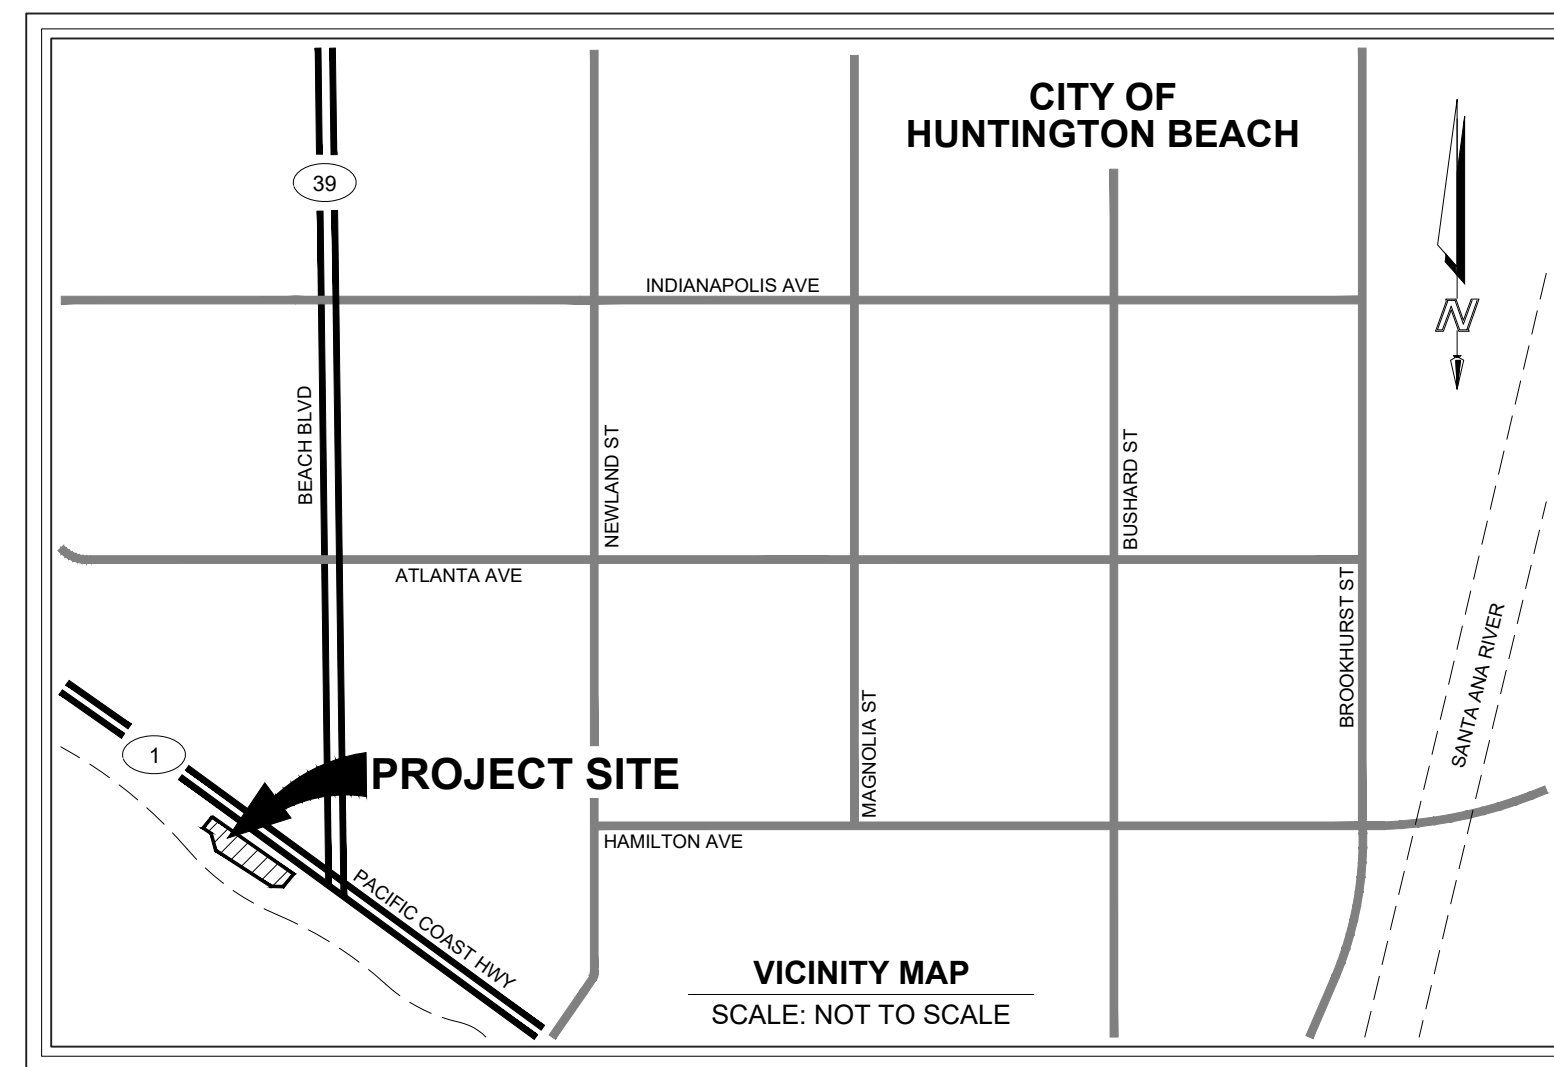 CITY OF
HUNTINGTON BEACH
39
INDIANAPOLIS AVE
N
BEACH BLVD
NEWLAND ST
BUSHARD ST
ATLANTA AVE
BROOKHURST ST
SANTA ANA RIVER
MAGNOLIA ST
1
PROJECT SITE
HAMILTON AVE
PACIFIC COAST HWY
VICINITY MAP
SCALE: NOT TO SCALE